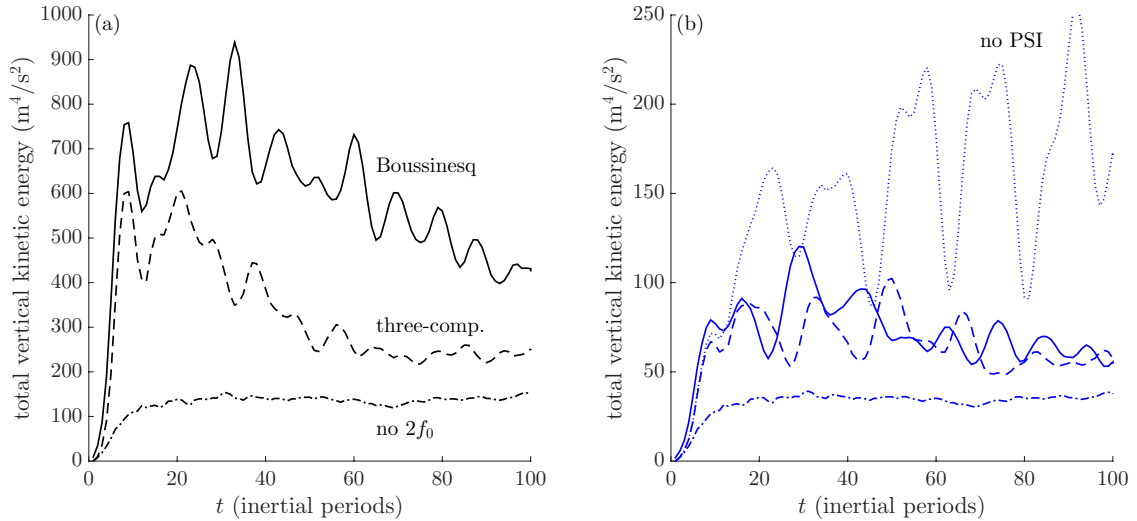 (a)
1000
900
800
700
600
500
400
300
200
100
0
total vertical kinetic energy (m⁴/s²)
Boussinesq
three-comp.
no 2f₀
0 20 40 60 80 100
t (inertial periods)
(b)
no PSI
250
200
150
100
50
0
total vertical kinetic energy (m⁴/s²)
0 20 40 60 80 100
t (inertial periods)